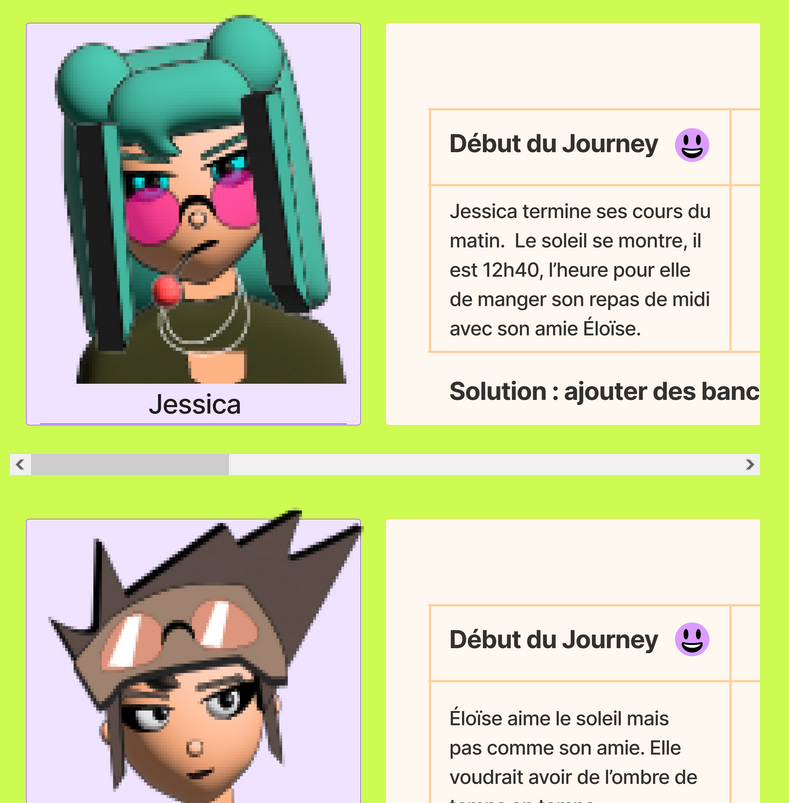 Début du Journey
Jessica termine ses cours du
matin.  Le soleil se montre, il
est 12h40, l’heure pour elle
de manger son repas de midi
avec son amie Éloïse.
Solution : ajouter des banc
Jessica
Début du Journey
Éloïse aime le soleil mais
pas comme son amie. Elle
voudrait avoir de l’ombre de